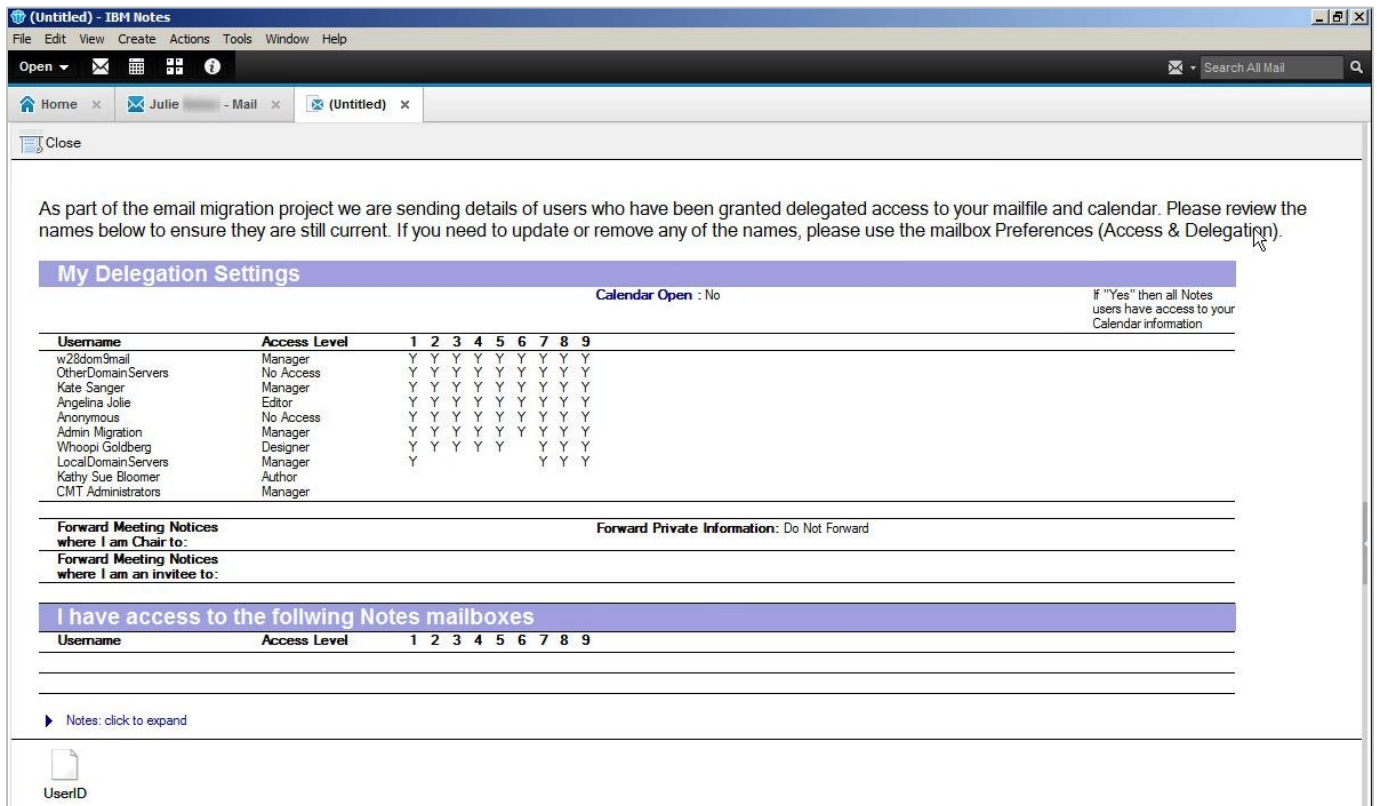 (Untitled) - IBM Notes
File Edit View Create Actions Tools Window Help
Open
Search All Mail
Home Julie - Mail (Untitled)
Close
As part of the email migration project we are sending details of users who have been granted delegated access to your mailfile and calendar. Please review the
names below to ensure they are still current. If you need to update or remove any of the names, please use the mailbox Preferences (Access & Delegation).
My Delegation Settings
Calendar Open : No
If "Yes" then all Notes
users have access to your
Calendar information
Username Access Level 1 2 3 4 5 6 7 8 9
w28dom9mail Manager Y Y Y Y Y Y Y Y Y
OtherDomainServers No Access Y Y Y Y Y Y Y Y Y
Kate Sanger Manager Y Y Y Y Y Y Y Y Y
Angelina Jolie Editor Y Y Y Y Y Y Y Y Y
Anonymous No Access Y Y Y Y Y Y Y Y Y
Admin Migration Manager Y Y Y Y Y Y Y Y Y
Whoopi Goldberg Designer Y Y Y Y Y Y Y Y
LocalDomainServers Manager Y Y Y Y
Kathy Sue Bloomer Author
CMT Administrators Manager
Forward Meeting Notices
where I am Chair to:
Forward Private Information: Do Not Forward
Forward Meeting Notices
where I am an invitee to:
I have access to the follwing Notes mailboxes
Username Access Level 1 2 3 4 5 6 7 8 9
Notes: click to expand
UserID